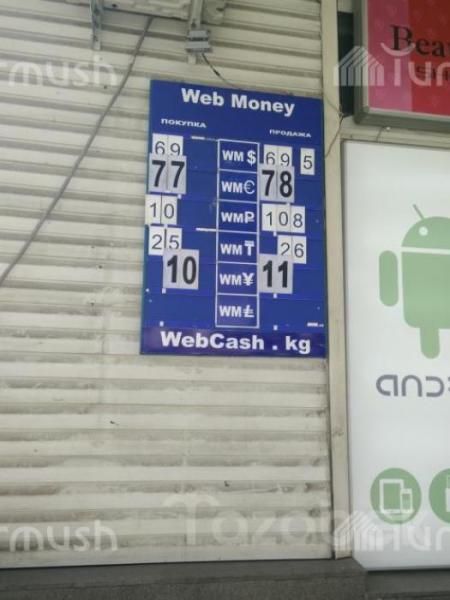 Web Money
ПОКУПКА ПРОДАЖА
69 WM $ 69 5
77 WM€ 78
10 WM₽ 108
25 WM₸ 26
10 WM¥ 11
WM₤
WebCash . kg
Bea